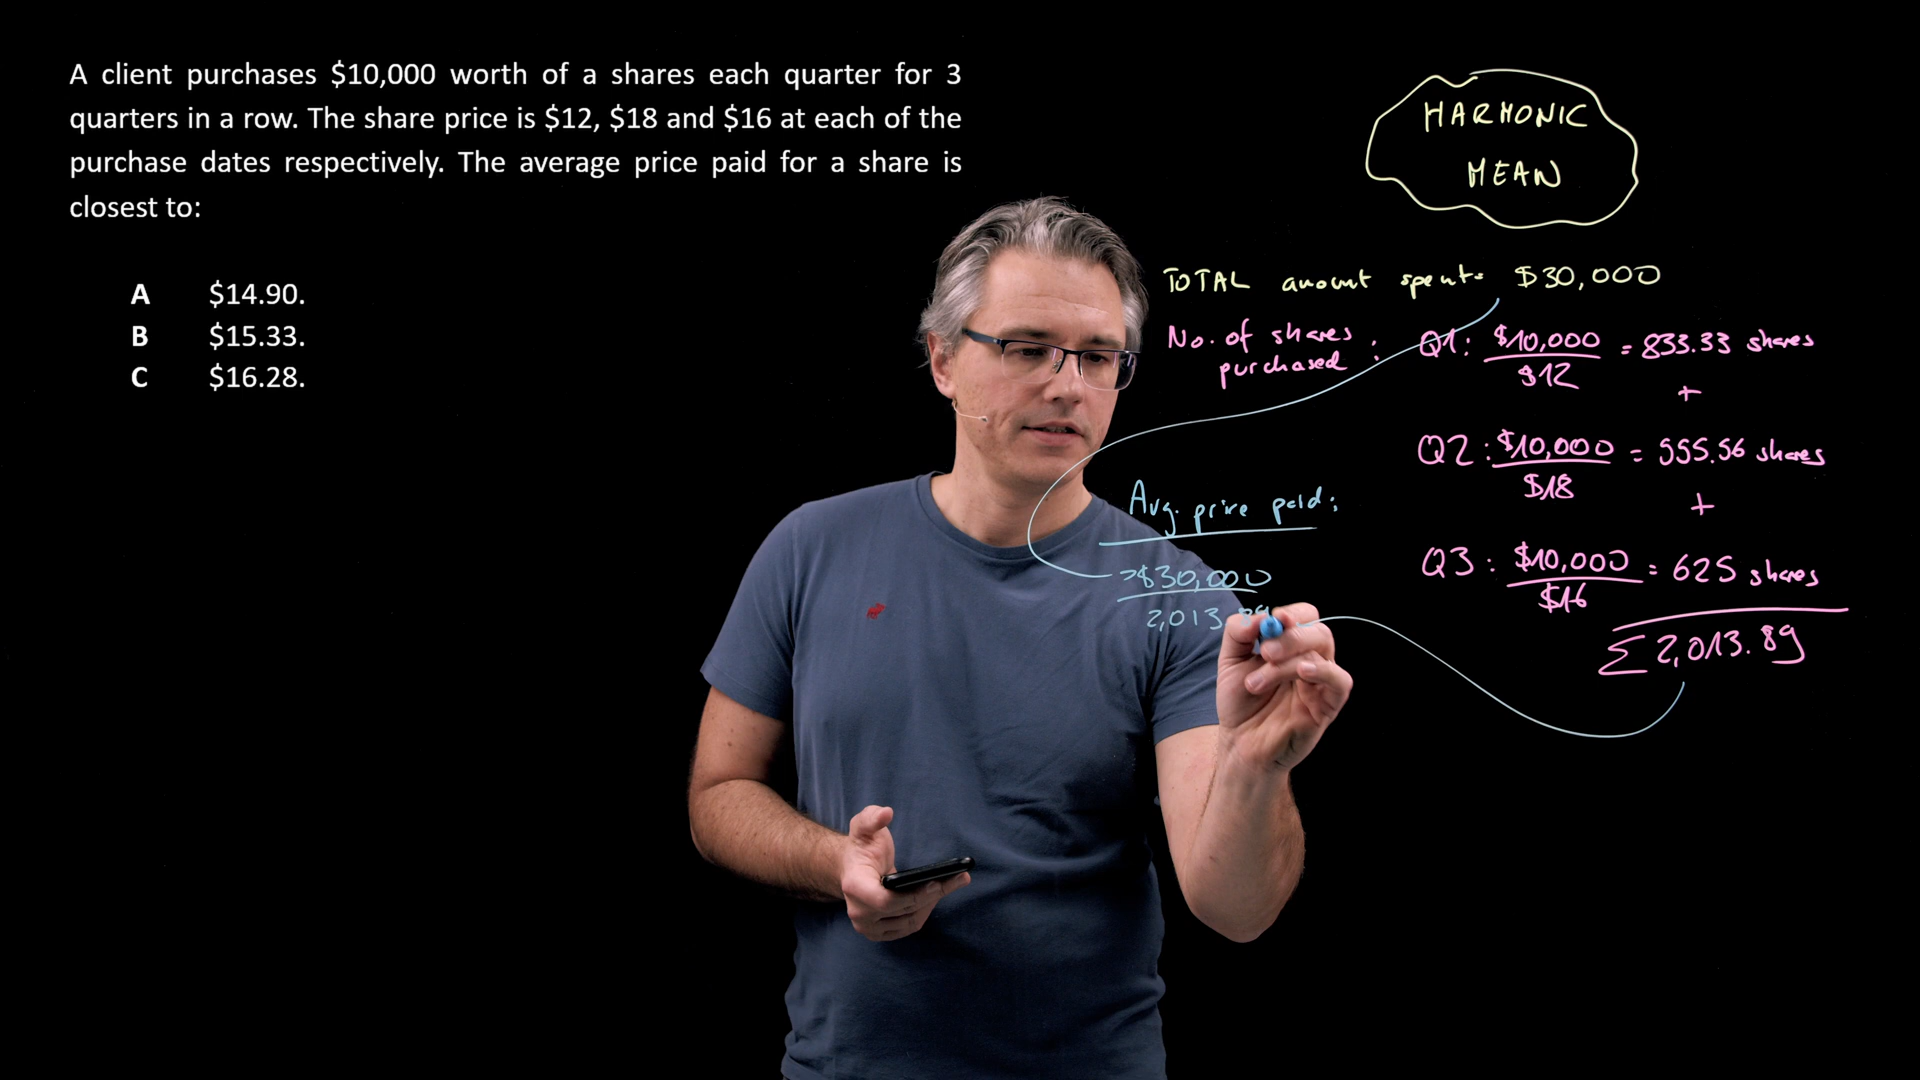 A client purchases $10,000 worth of a shares each quarter for 3
quarters in a row. The share price is $12, $18 and $16 at each of the
purchase dates respectively. The average price paid for a share is
closest to:
A $14.90.
B $15.33.
C $16.28.
HARMONIC
MEAN
TOTAL amount spent: $30,000
No. of shares
purchased :
Q1: $10,000 = 833.33 shares
$12
+
Q2: $10,000 = 555.56 shares
$18
+
Q3: $10,000 = 625 shares
$16
Σ 2,013.89
Avg. price paid:
$30,000
2,013